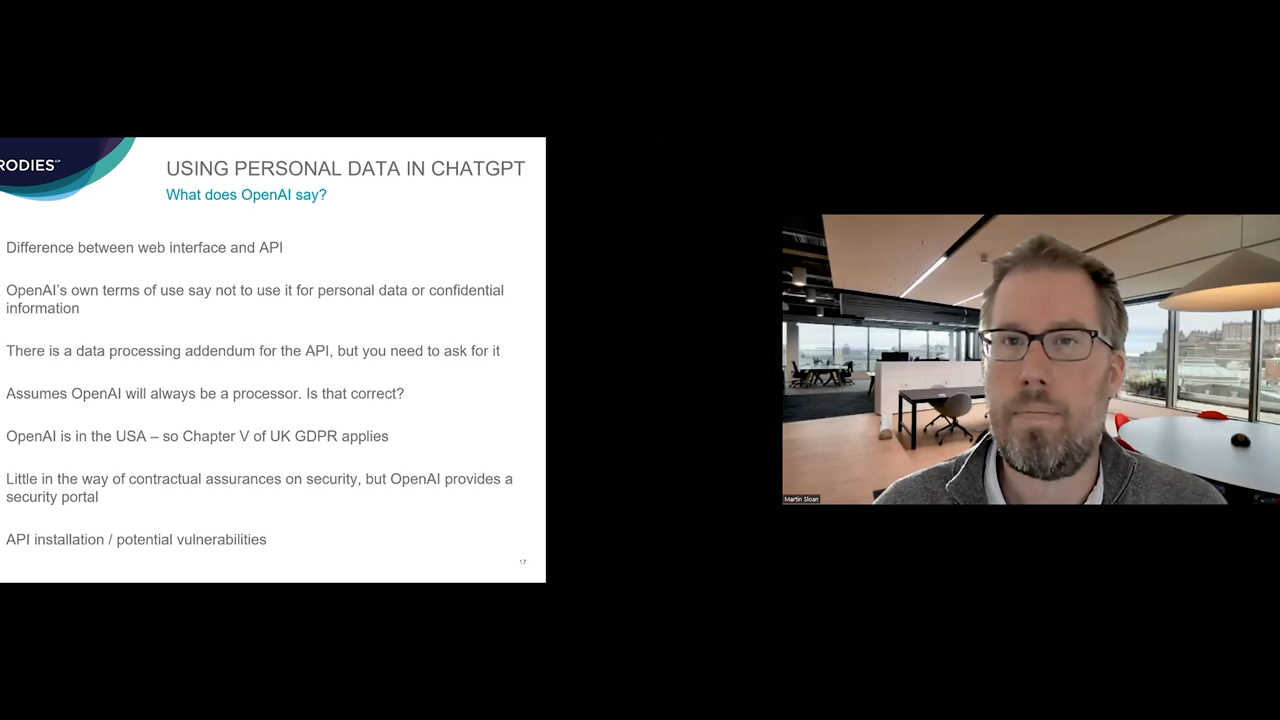 RODIES LLP
USING PERSONAL DATA IN CHATGPT
What does OpenAI say?
Difference between web interface and API
OpenAI’s own terms of use say not to use it for personal data or confidential
information
There is a data processing addendum for the API, but you need to ask for it
Assumes OpenAI will always be a processor. Is that correct?
OpenAI is in the USA – so Chapter V of UK GDPR applies
Little in the way of contractual assurances on security, but OpenAI provides a
security portal
API installation / potential vulnerabilities
17
Martin Sloan